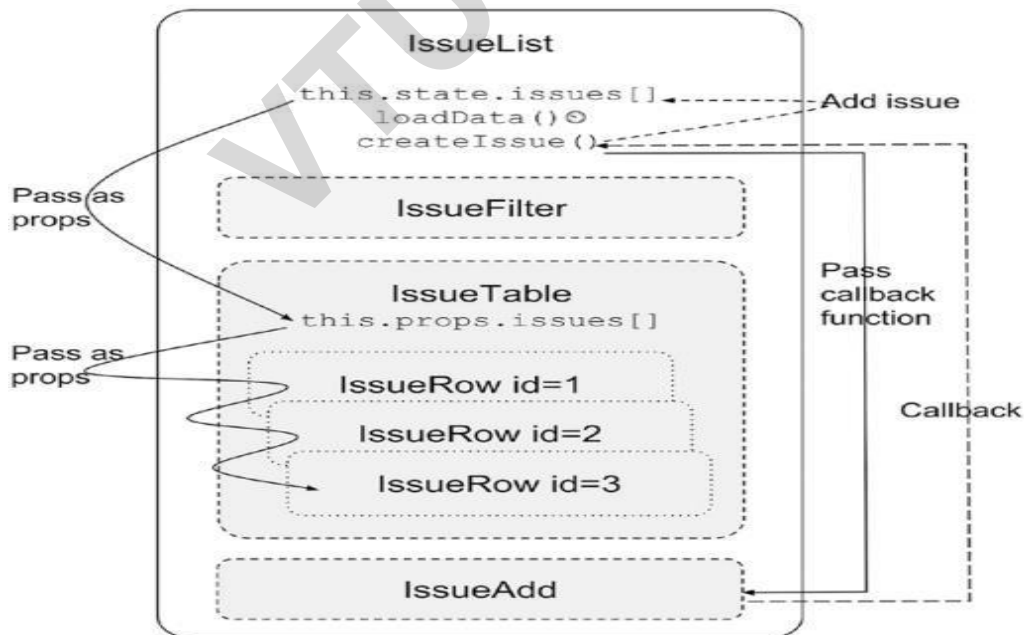 VTU
IssueList
this.state.issues[]
loadData()
createIssue()
Add issue
Pass as
props
IssueFilter
IssueTable
this.props.issues[]
Pass
callback
function
Pass as
props
IssueRow id=1
IssueRow id=2
IssueRow id=3
Callback
IssueAdd